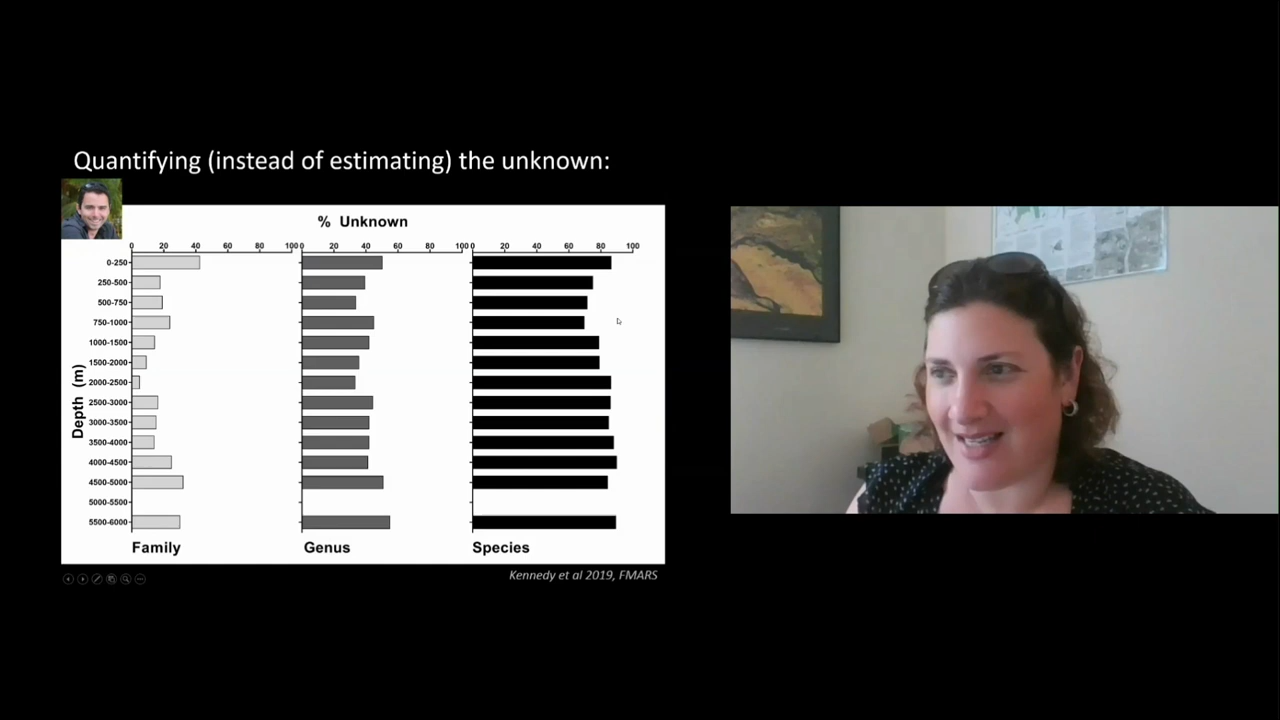 Quantifying (instead of estimating) the unknown:
% Unknown
0 20 40 60 80 100 0 20 40 60 80 100 0 20 40 60 80 100
0-250
250-500
500-750
750-1000
1000-1500
1500-2000
2000-2500
2500-3000
3000-3500
3500-4000
4000-4500
4500-5000
5000-5500
5500-6000
Depth (m)
Family Genus Species
Kennedy et al 2019, FMARS